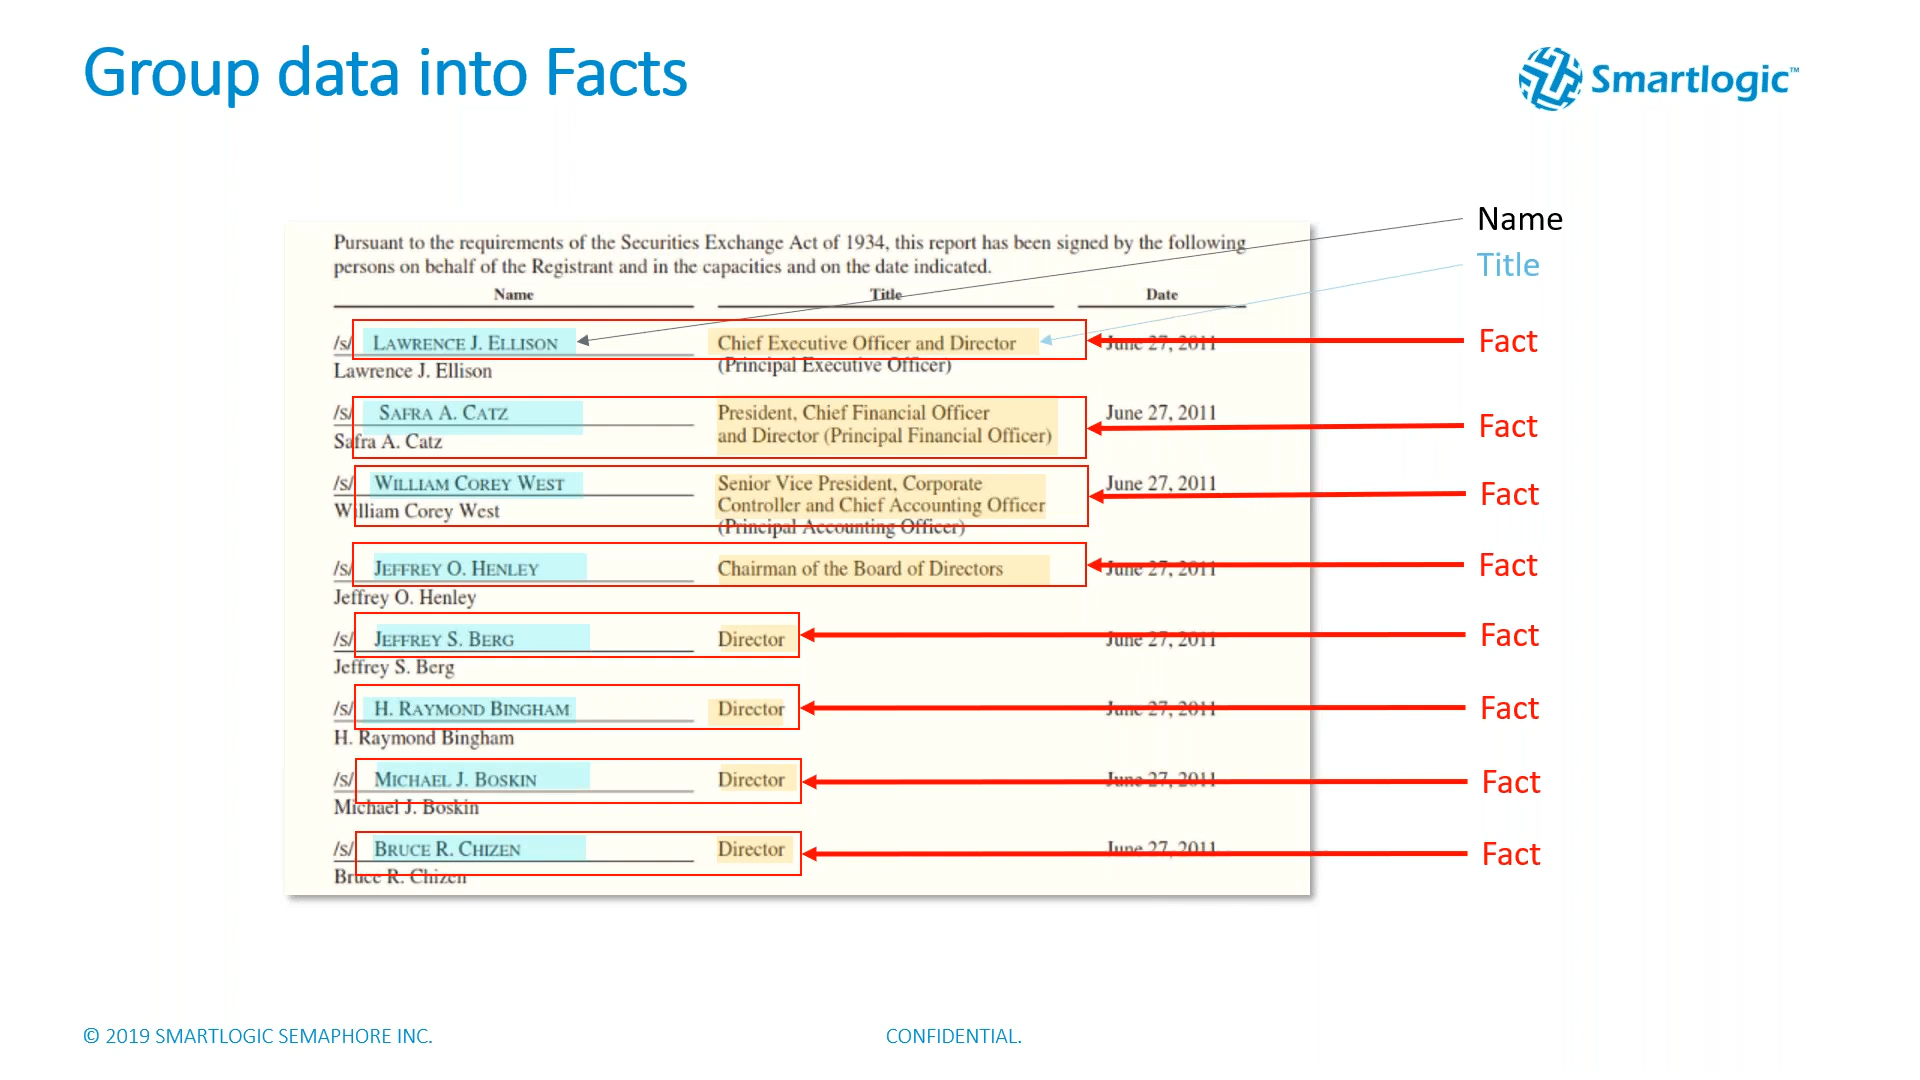 Group data into Facts
Smartlogic™
Name
Title
Pursuant to the requirements of the Securities Exchange Act of 1934, this report has been signed by the following
persons on behalf of the Registrant and in the capacities and on the date indicated.
Name Title Date
/s/ LAWRENCE J. ELLISON Chief Executive Officer and Director June 27, 2011 Fact
Lawrence J. Ellison (Principal Executive Officer)
/s/ SAFRA A. CATZ President, Chief Financial Officer June 27, 2011 Fact
Safra A. Catz and Director (Principal Financial Officer)
/s/ WILLIAM COREY WEST Senior Vice President, Corporate June 27, 2011 Fact
William Corey West Controller and Chief Accounting Officer
(Principal Accounting Officer)
/s/ JEFFREY O. HENLEY Chairman of the Board of Directors June 27, 2011 Fact
Jeffrey O. Henley
/s/ JEFFREY S. BERG Director June 27, 2011 Fact
Jeffrey S. Berg
/s/ H. RAYMOND BINGHAM Director June 27, 2011 Fact
H. Raymond Bingham
/s/ MICHAEL J. BOSKIN Director June 27, 2011 Fact
Michael J. Boskin
/s/ BRUCE R. CHIZEN Director June 27, 2011 Fact
Bruce R. Chizen
© 2019 SMARTLOGIC SEMAPHORE INC. CONFIDENTIAL.